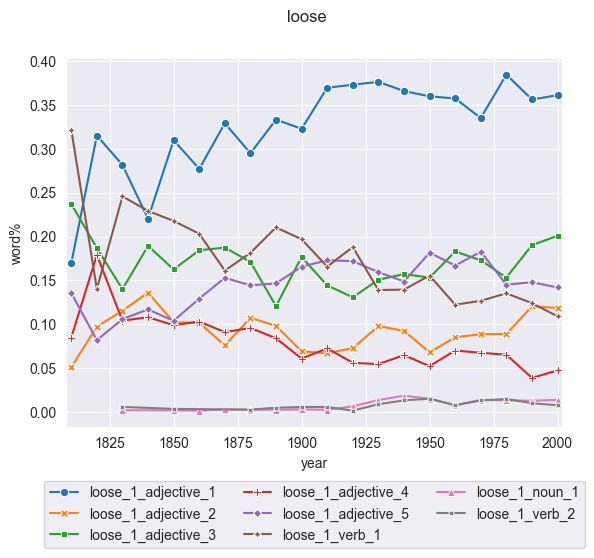 loose
0.40
0.35
0.30
0.25
0.20
0.15
0.10
0.05
0.00
word%
1825 1850 1875 1900 1925 1950 1975 2000
year
loose_1_adjective_1 loose_1_adjective_4 loose_1_noun_1
loose_1_adjective_2 loose_1_adjective_5 loose_1_verb_2
loose_1_adjective_3 loose_1_verb_1